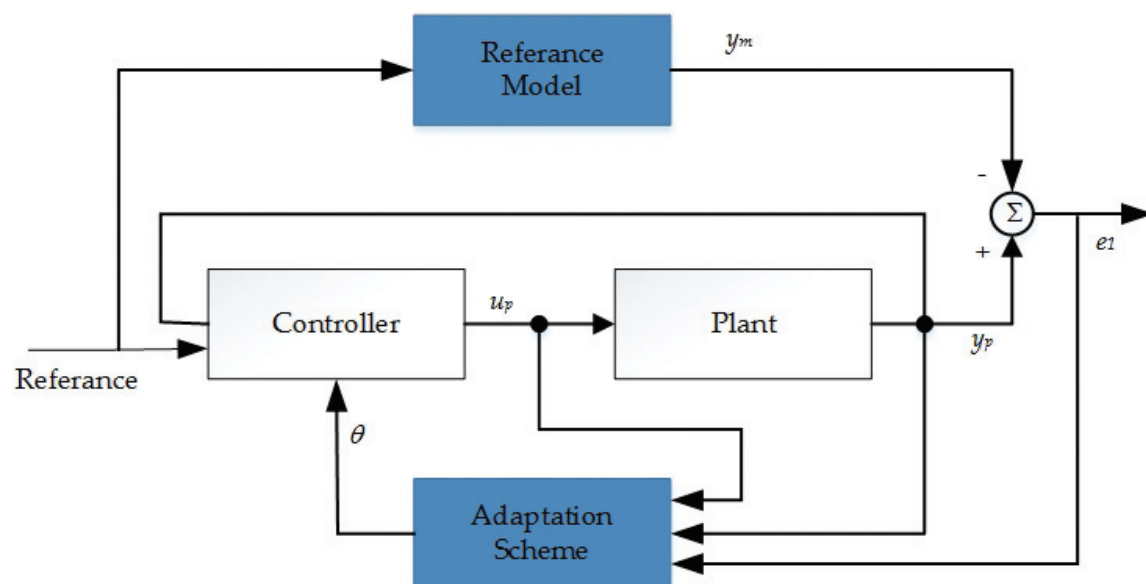 Referance
Model
ym
-
Σ
+
e1
Controller
up
Plant
yp
Referance
θ
Adaptation
Scheme